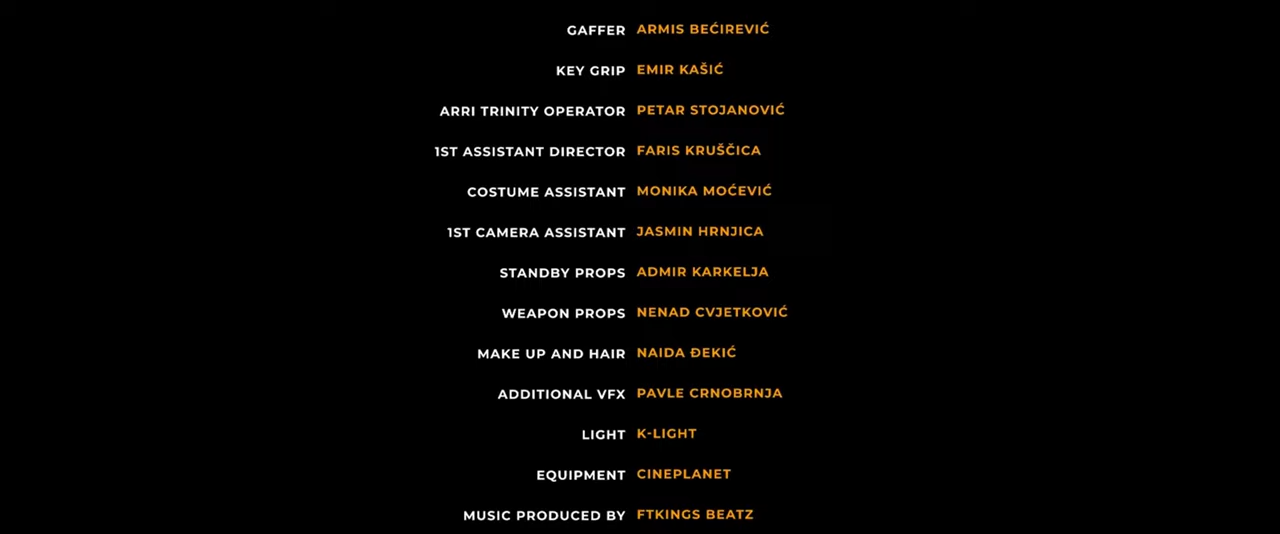 GAFFER ARMIS BEĆIREVIĆ
KEY GRIP EMIR KAŠIĆ
ARRI TRINITY OPERATOR PETAR STOJANOVIĆ
1ST ASSISTANT DIRECTOR FARIS KRUŠČICA
COSTUME ASSISTANT MONIKA MOĆEVIĆ
1ST CAMERA ASSISTANT JASMIN HRNJICA
STANDBY PROPS ADMIR KARKELJA
WEAPON PROPS NENAD CVJETKOVIĆ
MAKE UP AND HAIR NAIDA ĐEKIĆ
ADDITIONAL VFX PAVLE CRNOBRNJA
LIGHT K-LIGHT
EQUIPMENT CINEPLANET
MUSIC PRODUCED BY FTKINGS BEATZ